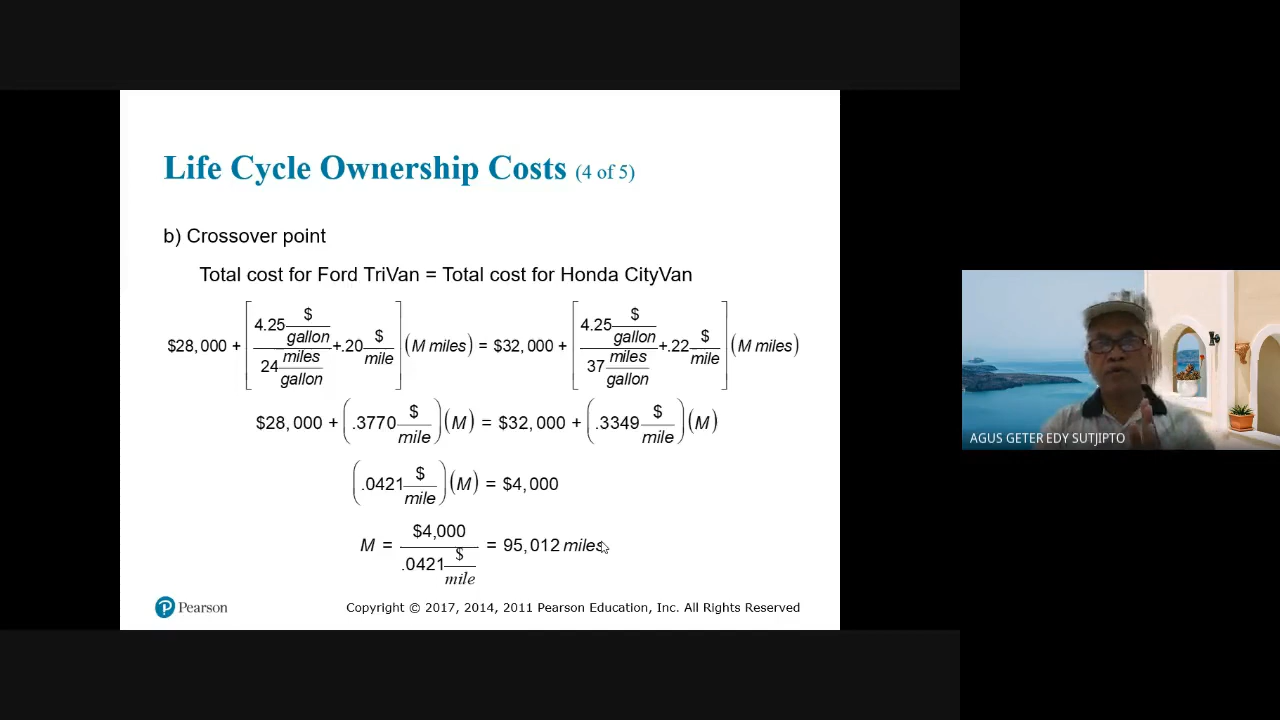 Life Cycle Ownership Costs (4 of 5)
b) Crossover point
Total cost for Ford TriVan = Total cost for Honda CityVan
$28,000 + [ 4.25 $/gallon / 24 miles/gallon +.20 $/mile ] (M miles) = $32,000 + [ 4.25 $/gallon / 37 miles/gallon +.22 $/mile ] (M miles)
$28,000 + (.3770 $/mile) (M) = $32,000 + (.3349 $/mile) (M)
(.0421 $/mile) (M) = $4,000
M = $4,000 / .0421 $/mile = 95,012 miles
Pearson
Copyright © 2017, 2014, 2011 Pearson Education, Inc. All Rights Reserved
AGUS GETER EDY SUTJIPTO